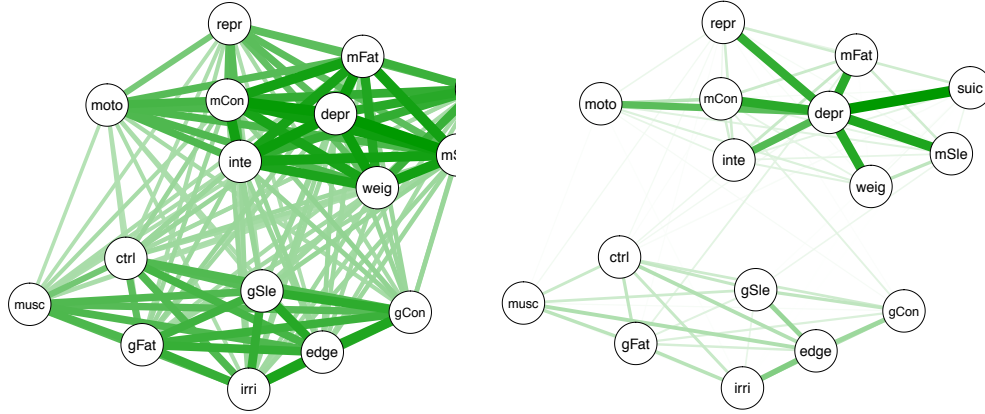 repr
mFat
moto
mCon
depr
inte
weig
ctrl
gSle
musc
gCon
gFat
edge
irri
repr
mFat
suic
moto
mCon
depr
inte
mSle
weig
ctrl
gSle
musc
gCon
gFat
edge
irri